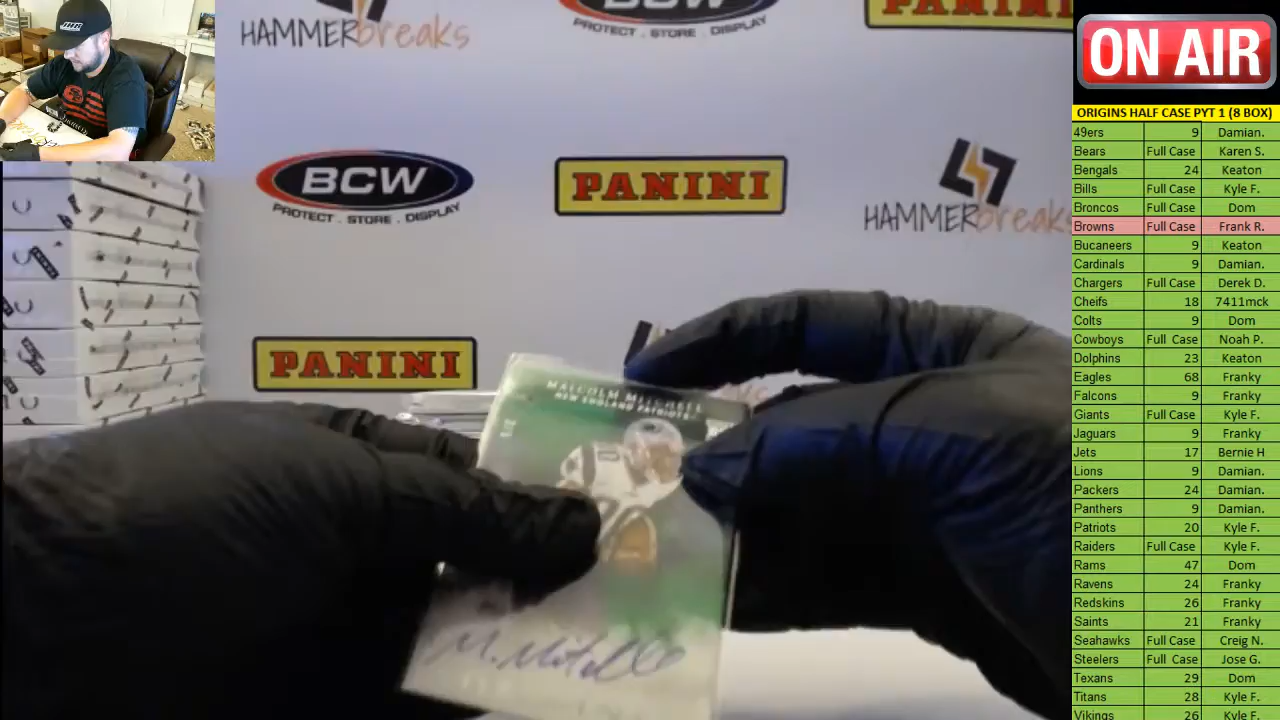 HAMMERbreaks
BCW
PROTECT . STORE . DISPLAY
PANINI
BCW
PROTECT . STORE . DISPLAY
PANINI
HAMMERbreaks
PANINI
MALCOLM MITCHELL
NEW ENGLAND PATRIOTS
ON AIR
ORIGINS HALF CASE PYT 1 (8 BOX)
49ers 9 Damian.
Bears Full Case Karen S.
Bengals 24 Keaton
Bills Full Case Kyle F.
Broncos Full Case Dom
Browns Full Case Frank R.
Bucaneers 9 Keaton
Cardinals 9 Damian.
Chargers Full Case Derek D.
Cheifs 18 7411mck
Colts 9 Dom
Cowboys Full Case Noah P.
Dolphins 23 Keaton
Eagles 68 Franky
Falcons 9 Franky
Giants Full Case Kyle F.
Jaguars 9 Franky
Jets 17 Bernie H
Lions 9 Damian.
Packers 24 Damian.
Panthers 9 Damian.
Patriots 20 Kyle F.
Raiders Full Case Kyle F.
Rams 47 Dom
Ravens 24 Franky
Redskins 26 Franky
Saints 21 Franky
Seahawks Full Case Creig N.
Steelers Full Case Jose G.
Texans 29 Dom
Titans 28 Kyle F.
Vikings 26 Kyle F.